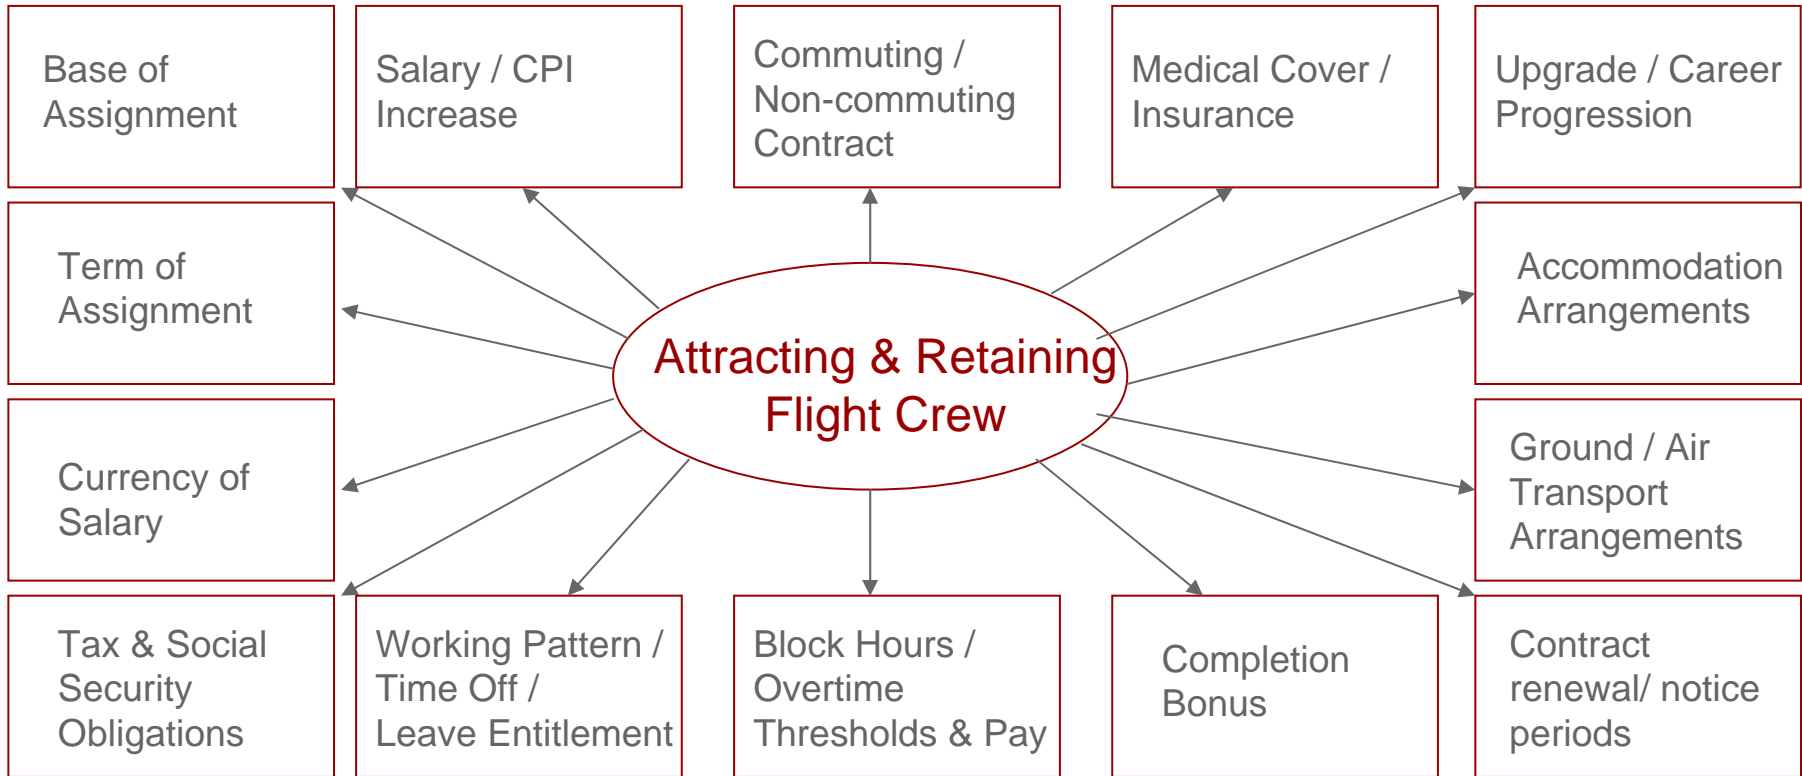 Base of
Assignment
Salary / CPI
Increase
Commuting /
Non-commuting
Contract
Medical Cover /
Insurance
Upgrade / Career
Progression
Term of
Assignment
Accommodation
Arrangements
Attracting & Retaining
Flight Crew
Currency of
Salary
Ground / Air
Transport
Arrangements
Tax & Social
Security
Obligations
Working Pattern /
Time Off /
Leave Entitlement
Block Hours /
Overtime
Thresholds & Pay
Completion
Bonus
Contract
renewal/ notice
periods